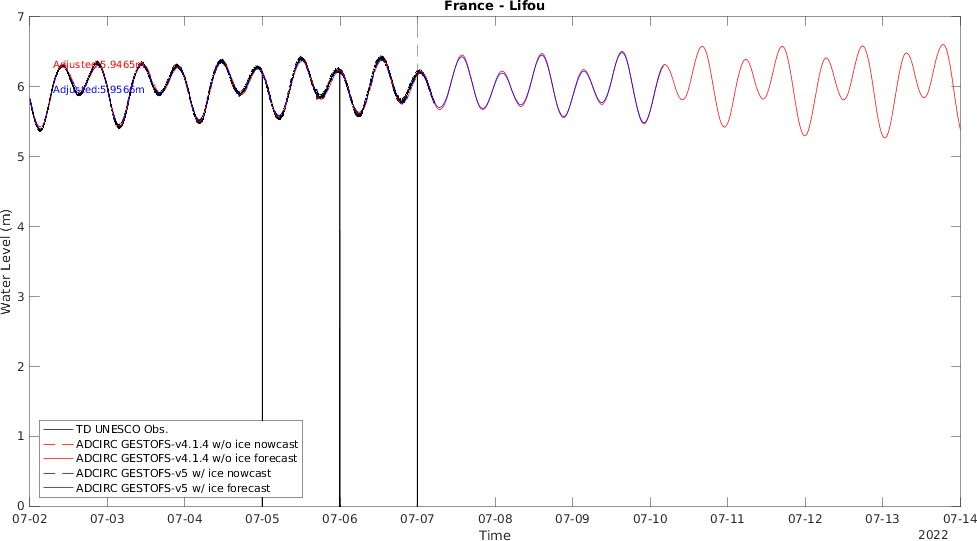 France - Lifou
7
6
5
4
3
2
1
0
Water Level (m)
Adjusted:5.9465m
Adjusted:5.9565m
TD UNESCO Obs.
ADCIRC GESTOFS-v4.1.4 w/o ice nowcast
ADCIRC GESTOFS-v4.1.4 w/o ice forecast
ADCIRC GESTOFS-v5 w/ ice nowcast
ADCIRC GESTOFS-v5 w/ ice forecast
07-02 07-03 07-04 07-05 07-06 07-07 07-08 07-09 07-10 07-11 07-12 07-13 07-14
Time
2022